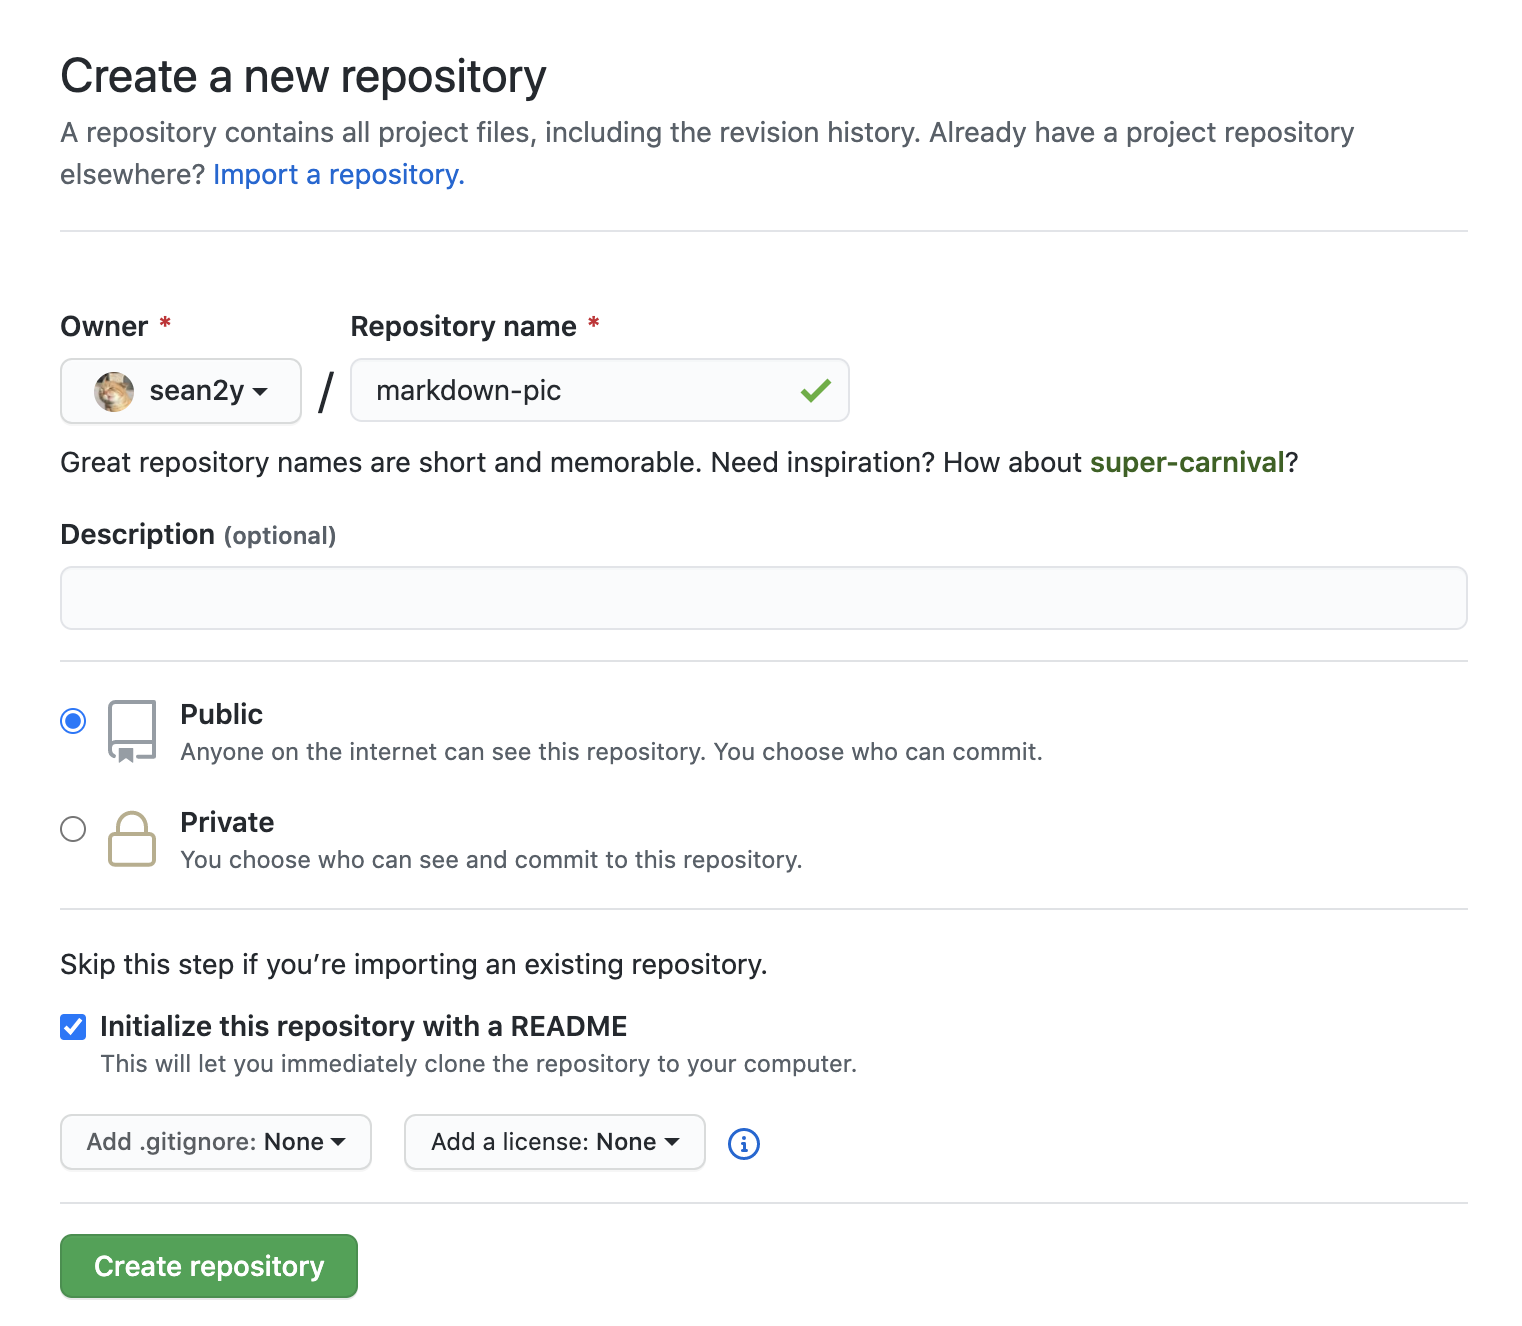 Create a new repository
A repository contains all project files, including the revision history. Already have a project repository
elsewhere? Import a repository.
Owner * Repository name *
sean2y / markdown-pic
Great repository names are short and memorable. Need inspiration? How about super-carnival?
Description (optional)
Public
Anyone on the internet can see this repository. You choose who can commit.
Private
You choose who can see and commit to this repository.
Skip this step if you’re importing an existing repository.
Initialize this repository with a README
This will let you immediately clone the repository to your computer.
Add .gitignore: None Add a license: None
Create repository